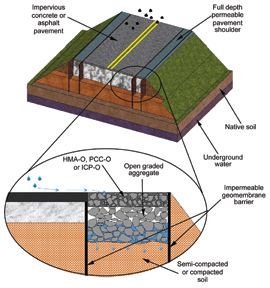 Impervious
concrete or
asphalt
pavement
Full depth
permeable
pavement
shoulder
Native soil
Underground
water
HMA-O, PCC-O
or ICP-O
Open graded
aggregate
Impermeable
geomembrane
barrier
Semi-compacted
or compacted
soil